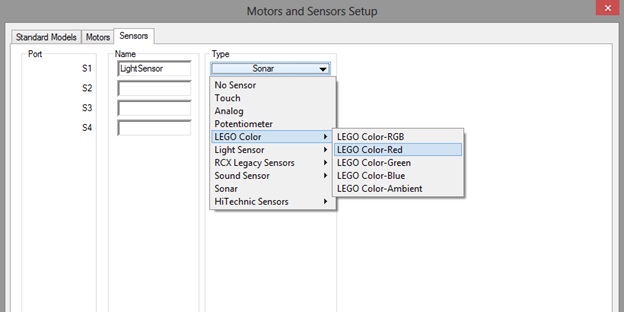 Motors and Sensors Setup
Standard Models Motors Sensors
Port Name Type
S1 LightSensor Sonar
S2
S3
S4
No Sensor
Touch
Analog
Potentiometer
LEGO Color
Light Sensor
RCX Legacy Sensors
Sound Sensor
Sonar
HiTechnic Sensors
LEGO Color-RGB
LEGO Color-Red
LEGO Color-Green
LEGO Color-Blue
LEGO Color-Ambient